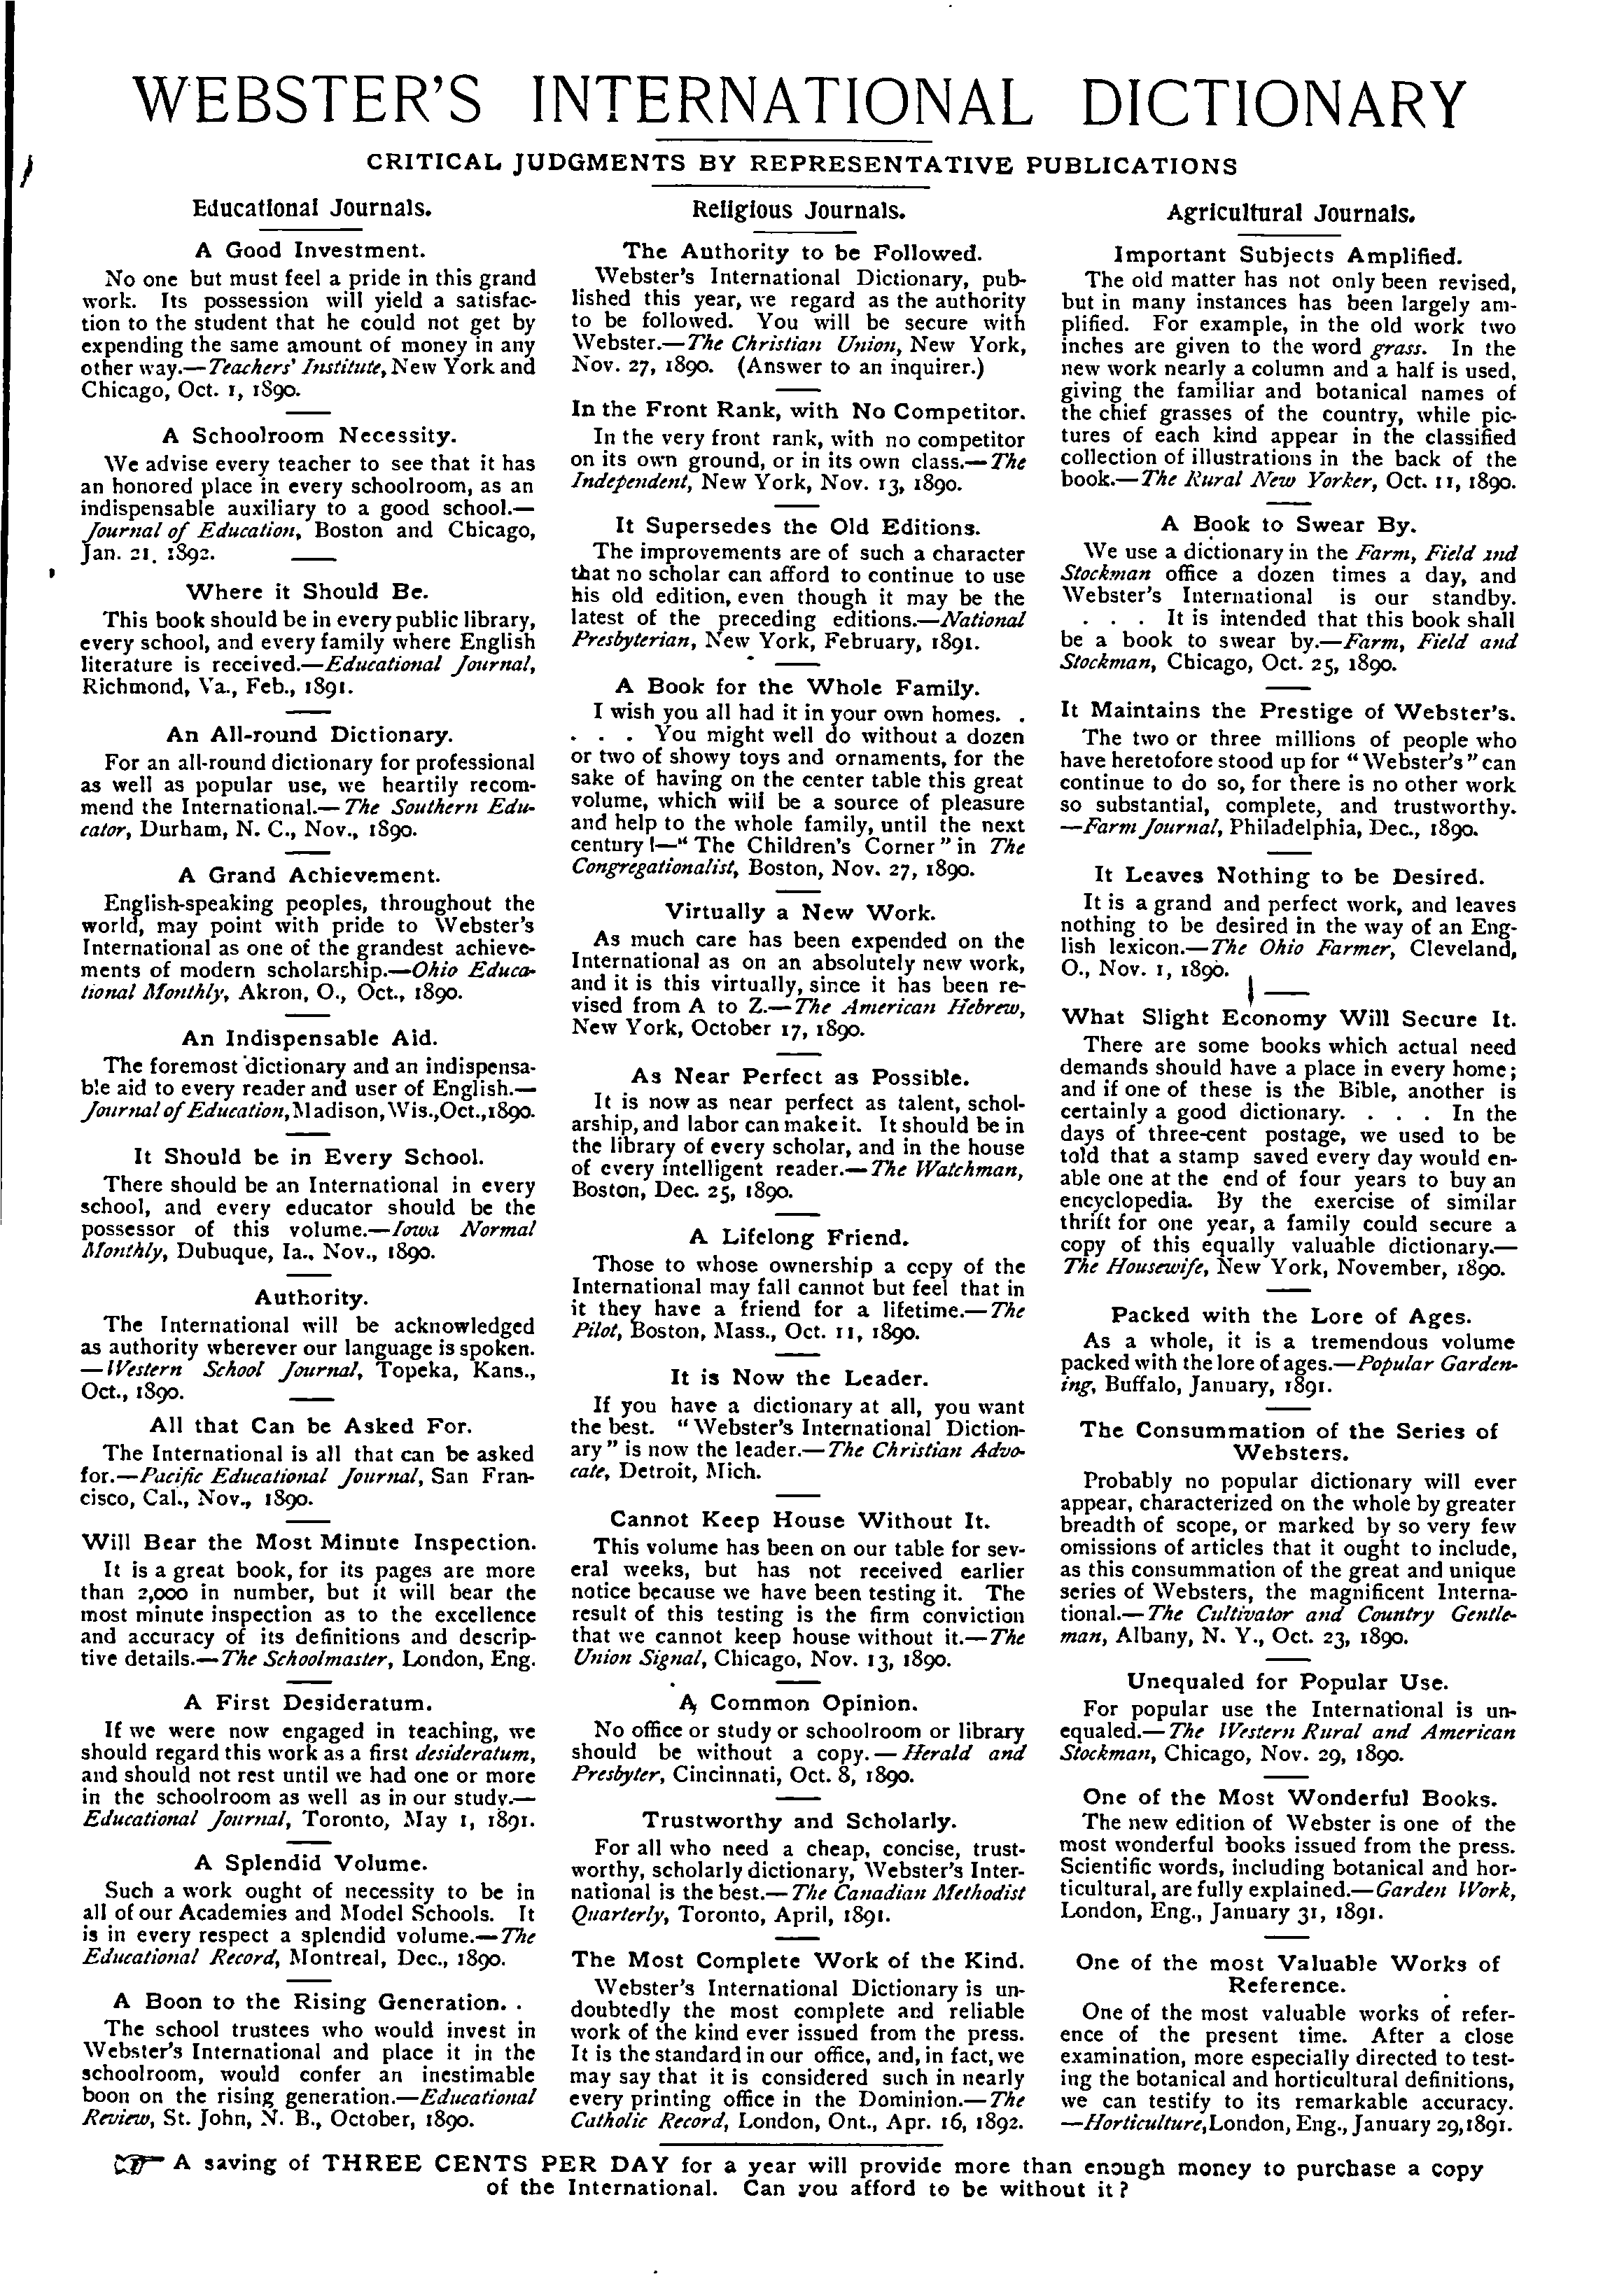 WEBSTER'S INTERNATIONAL DICTIONARY
CRITICAL JUDGMENTS BY REPRESENTATIVE PUBLICATIONS
Educational Journals.
A Good Investment.
No one but must feel a pride in this grand
work. Its possession will yield a satisfac-
tion to the student that he could not get by
expending the same amount of money in any
other way.—Teachers' Institute, New York and
Chicago, Oct. 1, 1890.
A Schoolroom Necessity.
We advise every teacher to see that it has
an honored place in every schoolroom, as an
indispensable auxiliary to a good school.—
Journal of Education, Boston and Chicago,
Jan. 21, 1892.
Where it Should Be.
This book should be in every public library,
every school, and every family where English
literature is received.—Educational Journal,
Richmond, Va., Feb., 1891.
An All-round Dictionary.
For an all-round dictionary for professional
as well as popular use, we heartily recom-
mend the International.—The Southern Edu-
cator, Durham, N. C., Nov., 1890.
A Grand Achievement.
English-speaking peoples, throughout the
world, may point with pride to Webster's
International as one of the grandest achieve-
ments of modern scholarship.—Ohio Educa-
tional Monthly, Akron, O., Oct., 1890.
An Indispensable Aid.
The foremost dictionary and an indispensa-
ble aid to every reader and user of English.—
Journal of Education, Madison, Wis., Oct., 1890.
It Should be in Every School.
There should be an International in every
school, and every educator should be the
possessor of this volume.—Iowa Normal
Monthly, Dubuque, Ia., Nov., 1890.
Authority.
The International will be acknowledged
as authority wherever our language is spoken.
—Western School Journal, Topeka, Kans.,
Oct., 1890.
All that Can be Asked For.
The International is all that can be asked
for.—Pacific Educational Journal, San Fran-
cisco, Cal., Nov., 1890.
Will Bear the Most Minute Inspection.
It is a great book, for its pages are more
than 2,000 in number, but it will bear the
most minute inspection as to the excellence
and accuracy of its definitions and descrip-
tive details.—The Schoolmaster, London, Eng.
A First Desideratum.
If we were now engaged in teaching, we
should regard this work as a first desideratum,
and should not rest until we had one or more
in the schoolroom as well as in our study.—
Educational Journal, Toronto, May 1, 1891.
A Splendid Volume.
Such a work ought of necessity to be in
all of our Academies and Model Schools. It
is in every respect a splendid volume.—The
Educational Record, Montreal, Dec., 1890.
A Boon to the Rising Generation.
The school trustees who would invest in
Webster's International and place it in the
schoolroom, would confer an inestimable
boon on the rising generation.—Educational
Review, St. John, N. B., October, 1890.
Religious Journals.
The Authority to be Followed.
Webster's International Dictionary, pub-
lished this year, we regard as the authority
to be followed. You will be secure with
Webster.—The Christian Union, New York,
Nov. 27, 1890. (Answer to an inquirer.)
In the Front Rank, with No Competitor.
In the very front rank, with no competitor
on its own ground, or in its own class.—The
Independent, New York, Nov. 13, 1890.
It Supersedes the Old Editions.
The improvements are of such a character
that no scholar can afford to continue to use
his old edition, even though it may be the
latest of the preceding editions.—National
Presbyterian, New York, February, 1891.
A Book for the Whole Family.
I wish you all had it in your own homes. .
. . . You might well do without a dozen
or two of showy toys and ornaments, for the
sake of having on the center table this great
volume, which will be a source of pleasure
and help to the whole family, until the next
century!—"The Children's Corner" in The
Congregationalist, Boston, Nov. 27, 1890.
Virtually a New Work.
As much care has been expended on the
International as on an absolutely new work,
and it is this virtually, since it has been re-
vised from A to Z.—The American Hebrew,
New York, October 17, 1890.
As Near Perfect as Possible.
It is now as near perfect as talent, schol-
arship, and labor can make it. It should be in
the library of every scholar, and in the house
of every intelligent reader.—The Watchman,
Boston, Dec. 25, 1890.
A Lifelong Friend.
Those to whose ownership a copy of the
International may fall cannot but feel that in
it they have a friend for a lifetime.—The
Pilot, Boston, Mass., Oct. 11, 1890.
It is Now the Leader.
If you have a dictionary at all, you want
the best. "Webster's International Diction-
ary" is now the leader.—The Christian Advo-
cate, Detroit, Mich.
Cannot Keep House Without It.
This volume has been on our table for sev-
eral weeks, but has not received earlier
notice because we have been testing it. The
result of this testing is the firm conviction
that we cannot keep house without it.—The
Union Signal, Chicago, Nov. 13, 1890.
A Common Opinion.
No office or study or schoolroom or library
should be without a copy.—Herald and
Presbyter, Cincinnati, Oct. 8, 1890.
Trustworthy and Scholarly.
For all who need a cheap, concise, trust-
worthy, scholarly dictionary, Webster's Inter-
national is the best.—The Canadian Methodist
Quarterly, Toronto, April, 1891.
The Most Complete Work of the Kind.
Webster's International Dictionary is un-
doubtedly the most complete and reliable
work of the kind ever issued from the press.
It is the standard in our office, and, in fact, we
may say that it is considered such in nearly
every printing office in the Dominion.—The
Catholic Record, London, Ont., Apr. 16, 1892.
Agricultural Journals.
Important Subjects Amplified.
The old matter has not only been revised,
but in many instances has been largely am-
plified. For example, in the old work two
inches are given to the word grass. In the
new work nearly a column and a half is used,
giving the familiar and botanical names of
the chief grasses of the country, while pic-
tures of each kind appear in the classified
collection of illustrations in the back of the
book.—The Rural New Yorker, Oct. 11, 1890.
A Book to Swear By.
We use a dictionary in the Farm, Field and
Stockman office a dozen times a day, and
Webster's International is our standby.
. . . It is intended that this book shall
be a book to swear by.—Farm, Field and
Stockman, Chicago, Oct. 25, 1890.
It Maintains the Prestige of Webster's.
The two or three millions of people who
have heretofore stood up for "Webster's" can
continue to do so, for there is no other work
so substantial, complete, and trustworthy.
—Farm Journal, Philadelphia, Dec., 1890.
It Leaves Nothing to be Desired.
It is a grand and perfect work, and leaves
nothing to be desired in the way of an Eng-
lish lexicon.—The Ohio Farmer, Cleveland,
O., Nov. 1, 1890.
What Slight Economy Will Secure It.
There are some books which actual need
demands should have a place in every home;
and if one of these is the Bible, another is
certainly a good dictionary. . . . In the
days of three-cent postage, we used to be
told that a stamp saved every day would en-
able one at the end of four years to buy an
encyclopedia. By the exercise of similar
thrift for one year, a family could secure a
copy of this equally valuable dictionary.—
The Housewife, New York, November, 1890.
Packed with the Lore of Ages.
As a whole, it is a tremendous volume
packed with the lore of ages.—Popular Garden-
ing, Buffalo, January, 1891.
The Consummation of the Series of
Websters.
Probably no popular dictionary will ever
appear, characterized on the whole by greater
breadth of scope, or marked by so very few
omissions of articles that it ought to include,
as this consummation of the great and unique
series of Websters, the magnificent Interna-
tional.—The Cultivator and Country Gentle-
man, Albany, N. Y., Oct. 23, 1890.
Unequaled for Popular Use.
For popular use the International is un-
equaled.—The Western Rural and American
Stockman, Chicago, Nov. 29, 1890.
One of the Most Wonderful Books.
The new edition of Webster is one of the
most wonderful books issued from the press.
Scientific words, including botanical and hor-
ticultural, are fully explained.—Garden Work,
London, Eng., January 31, 1891.
One of the most Valuable Works of
Reference.
One of the most valuable works of refer-
ence of the present time. After a close
examination, more especially directed to test-
ing the botanical and horticultural definitions,
we can testify to its remarkable accuracy.
—Horticulture, London, Eng., January 29, 1891.
☞ A saving of THREE CENTS PER DAY for a year will provide more than enough money to purchase a copy
of the International. Can you afford to be without it?